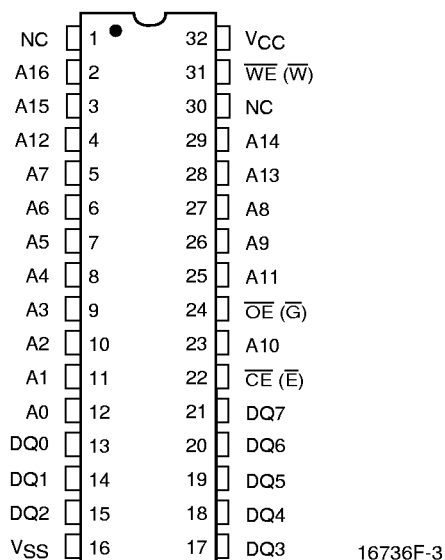 NC 1 32 VCC
A16 2 31 W̅E̅ (W̅)
A15 3 30 NC
A12 4 29 A14
A7 5 28 A13
A6 6 27 A8
A5 7 26 A9
A4 8 25 A11
A3 9 24 O̅E̅ (G̅)
A2 10 23 A10
A1 11 22 C̅E̅ (E̅)
A0 12 21 DQ7
DQ0 13 20 DQ6
DQ1 14 19 DQ5
DQ2 15 18 DQ4
VSS 16 17 DQ3
16736F-3